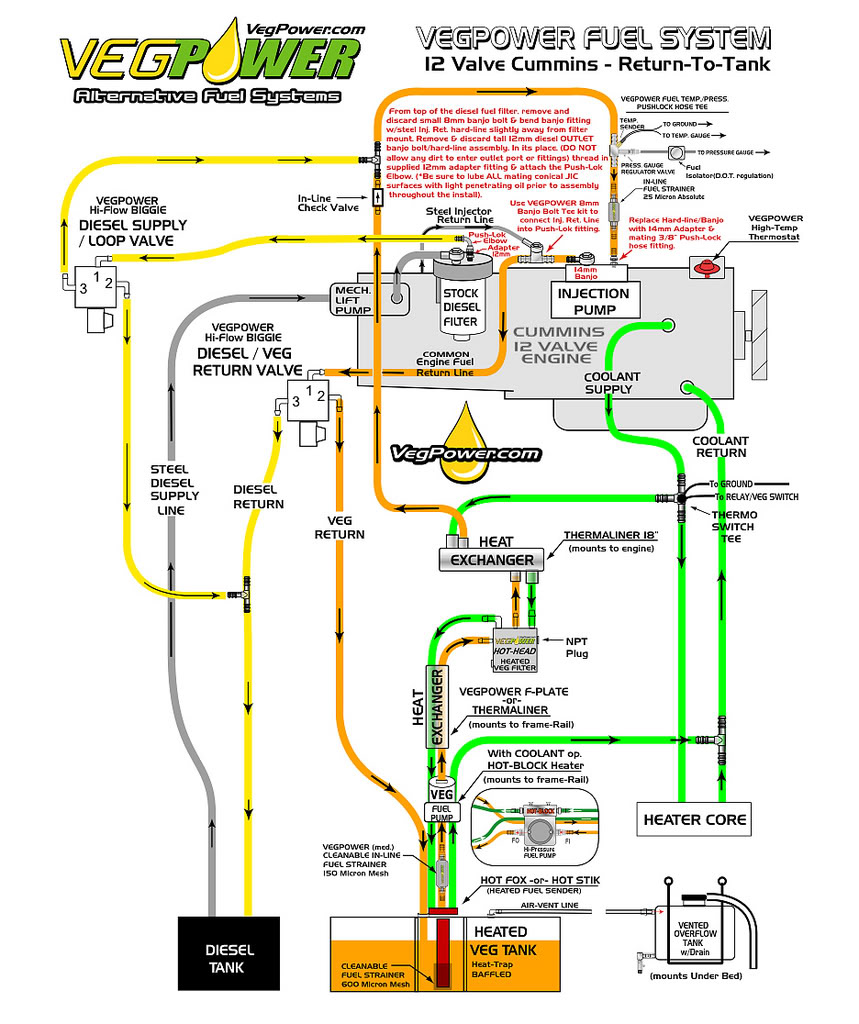 VegPower.com
VEGPOWER
Alternative Fuel Systems
VEGPOWER FUEL SYSTEM
12 Valve Cummins - Return-To-Tank
From top of the diesel fuel filter, remove and
discard small 8mm banjo bolt & bend banjo fitting
w/steel Inj. Ret. hard-line slightly away from filter
mount. Remove & discard tall 12mm diesel OUTLET
banjo bolt/hard-line assembly. In its place, (DO NOT
allow any dirt to enter outlet port or fittings) thread in
supplied 12mm adapter fitting & attach the Push-Lok
Elbow. (*Be sure to lube ALL mating conical JIC
surfaces with light penetrating oil prior to assembly
throughout the install).
VEGPOWER FUEL TEMP./PRESS.
PUSHLOCK HOSE TEE
TEMP.
SENDER
TO GROUND
TO TEMP. GAUGE
TO PRESSURE GAUGE
PRESS. GAUGE
REGULATOR VALVE
Fuel
Isolator(D.O.T. regulation)
IN-LINE
FUEL STRAINER
25 Micron Absolute
In-Line
Check Valve
VEGPOWER
Hi-Flow BIGGIE
DIESEL SUPPLY
/ LOOP VALVE
Steel Injector
Return Line
Use VEGPOWER 8mm
Banjo Bolt Tee kit to
connect Inj. Ret. Line
into Push-Lok fitting.
Replace Hard-line/Banjo
with 14mm Adapter &
mating 3/8" Push-Lock
hose fitting.
VEGPOWER
High-Temp
Thermostat
Push-Lok
Elbow
Adapter
12mm
14mm
Banjo
3 1 2
MECH.
LIFT
PUMP
STOCK
DIESEL
FILTER
INJECTION
PUMP
CUMMINS
12 VALVE
ENGINE
VEGPOWER
Hi-Flow BIGGIE
DIESEL / VEG
RETURN VALVE
COMMON
Engine Fuel
Return Line
COOLANT
SUPPLY
3 1 2
VegPower.com
COOLANT
RETURN
STEEL
DIESEL
SUPPLY
LINE
DIESEL
RETURN
VEG
RETURN
To GROUND
To RELAY/VEG SWITCH
THERMO
SWITCH
TEE
HEAT
EXCHANGER
THERMALINER 18"
(mounts to engine)
VEGPOWER
HOT-HEAD
HEATED
VEG FILTER
NPT
Plug
HEAT
EXCHANGER
VEGPOWER F-PLATE
-or-
THERMALINER
(mounts to frame-Rail)
With COOLANT op.
HOT-BLOCK Heater
(mounts to frame-Rail)
VEG
FUEL
PUMP
HOT-BLOCK
FO
FI
Hi-Pressure
FUEL PUMP
HEATER CORE
VEGPOWER (med.)
CLEANABLE IN-LINE
FUEL STRAINER
150 Micron Mesh
HOT FOX -or- HOT STIK
(HEATED FUEL SENDER)
AIR-VENT LINE
DIESEL
TANK
HEATED
VEG TANK
Heat-Trap
BAFFLED
CLEANABLE
FUEL STRAINER
600 Micron Mesh
VENTED
OVERFLOW
TANK
w/Drain
(mounts Under Bed)